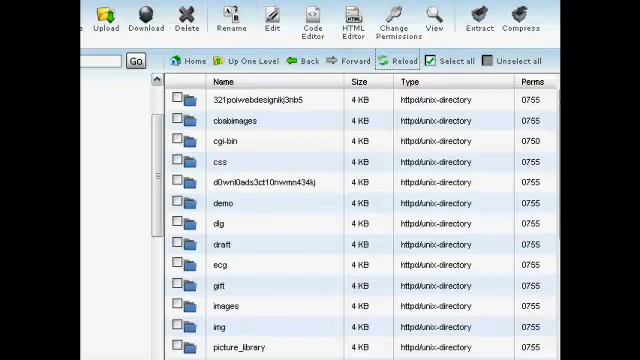 Upload Download Delete Rename Edit Code Editor HTML Editor Change Permissions View Extract Compress
Go Home Up One Level Back Forward Reload Select all Unselect all
Name Size Type Perms
321poiwebdesignlkj3nb5 4 KB httpd/unix-directory 0755
cbabimages 4 KB httpd/unix-directory 0755
cgi-bin 4 KB httpd/unix-directory 0750
css 4 KB httpd/unix-directory 0755
d0wnl0ads3ct10nwmn434kj 4 KB httpd/unix-directory 0755
demo 4 KB httpd/unix-directory 0755
dlg 4 KB httpd/unix-directory 0755
draft 4 KB httpd/unix-directory 0755
ecg 4 KB httpd/unix-directory 0755
gift 4 KB httpd/unix-directory 0755
images 4 KB httpd/unix-directory 0755
img 4 KB httpd/unix-directory 0755
picture_library 4 KB httpd/unix-directory 0755